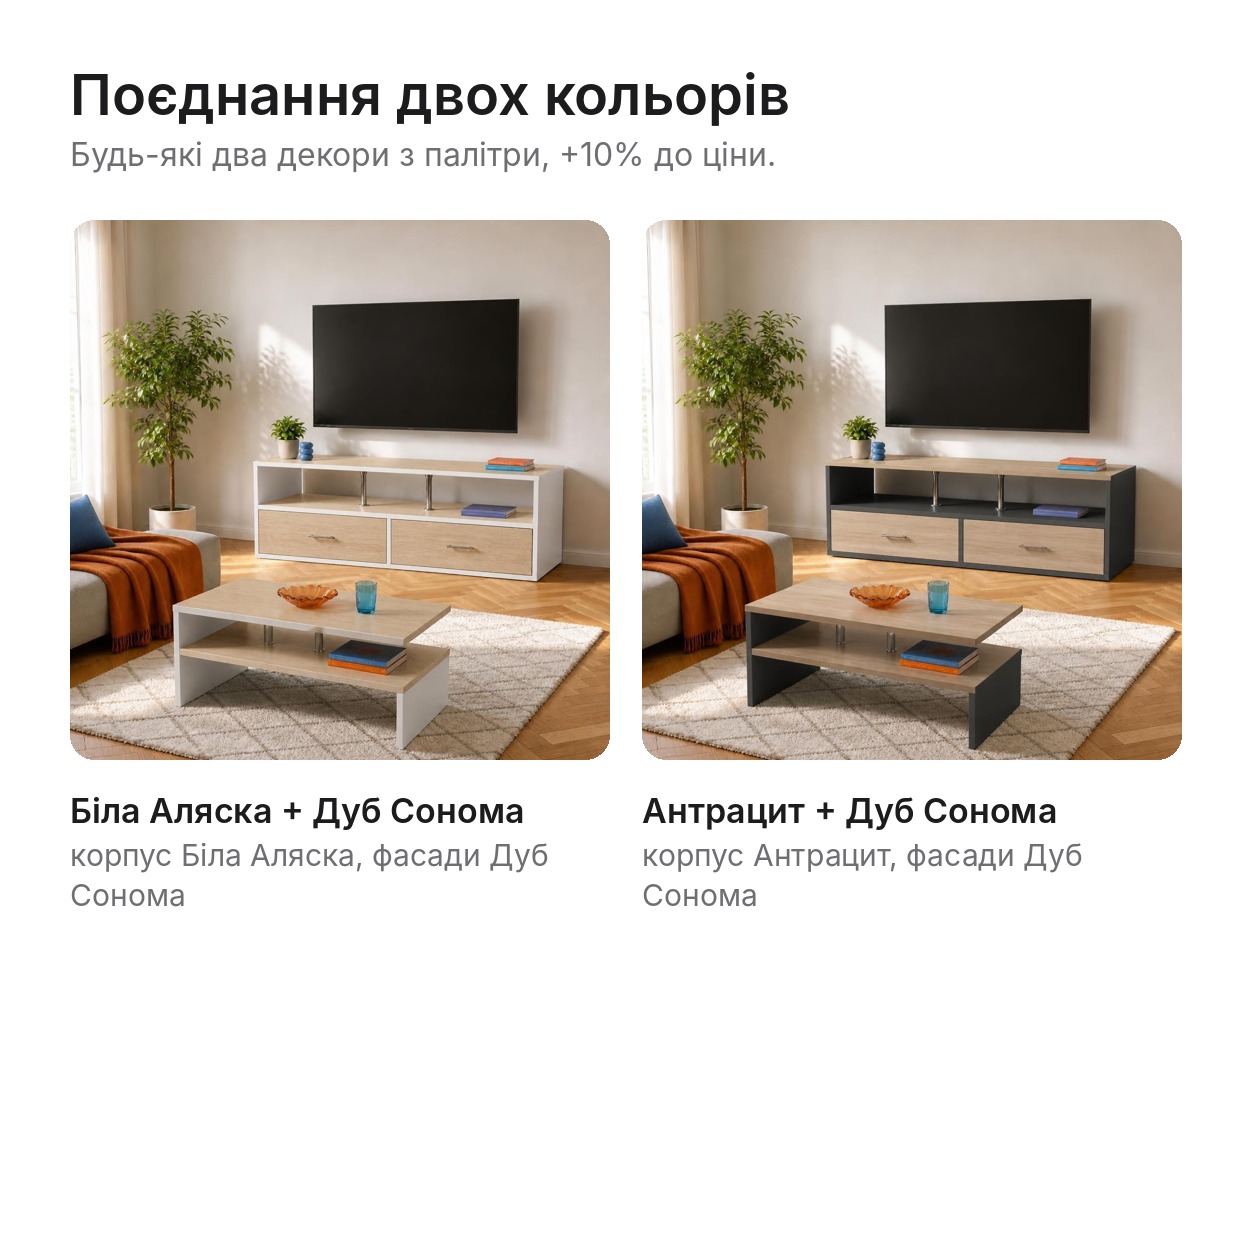 Поєднання двох кольорів
Будь-які два декори з палітри, +10% до ціни.
Біла Аляска + Дуб Сонома
корпус Біла Аляска, фасади Дуб
Сонома
Антрацит + Дуб Сонома
корпус Антрацит, фасади Дуб
Сонома